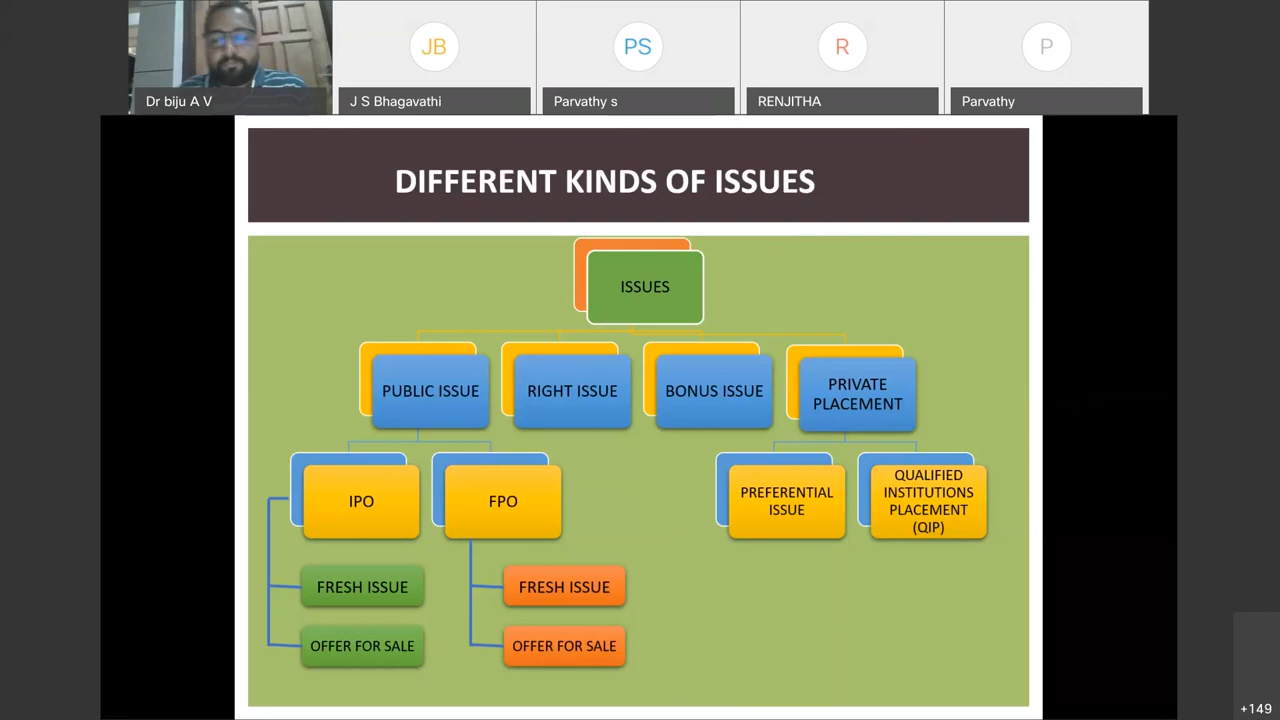 JB
PS
R
P
Dr biju A V
J S Bhagavathi
Parvathy s
RENJITHA
Parvathy
DIFFERENT KINDS OF ISSUES
ISSUES
PUBLIC ISSUE
RIGHT ISSUE
BONUS ISSUE
PRIVATE
PLACEMENT
IPO
FPO
PREFERENTIAL
ISSUE
QUALIFIED
INSTITUTIONS
PLACEMENT
(QIP)
FRESH ISSUE
FRESH ISSUE
OFFER FOR SALE
OFFER FOR SALE
+149